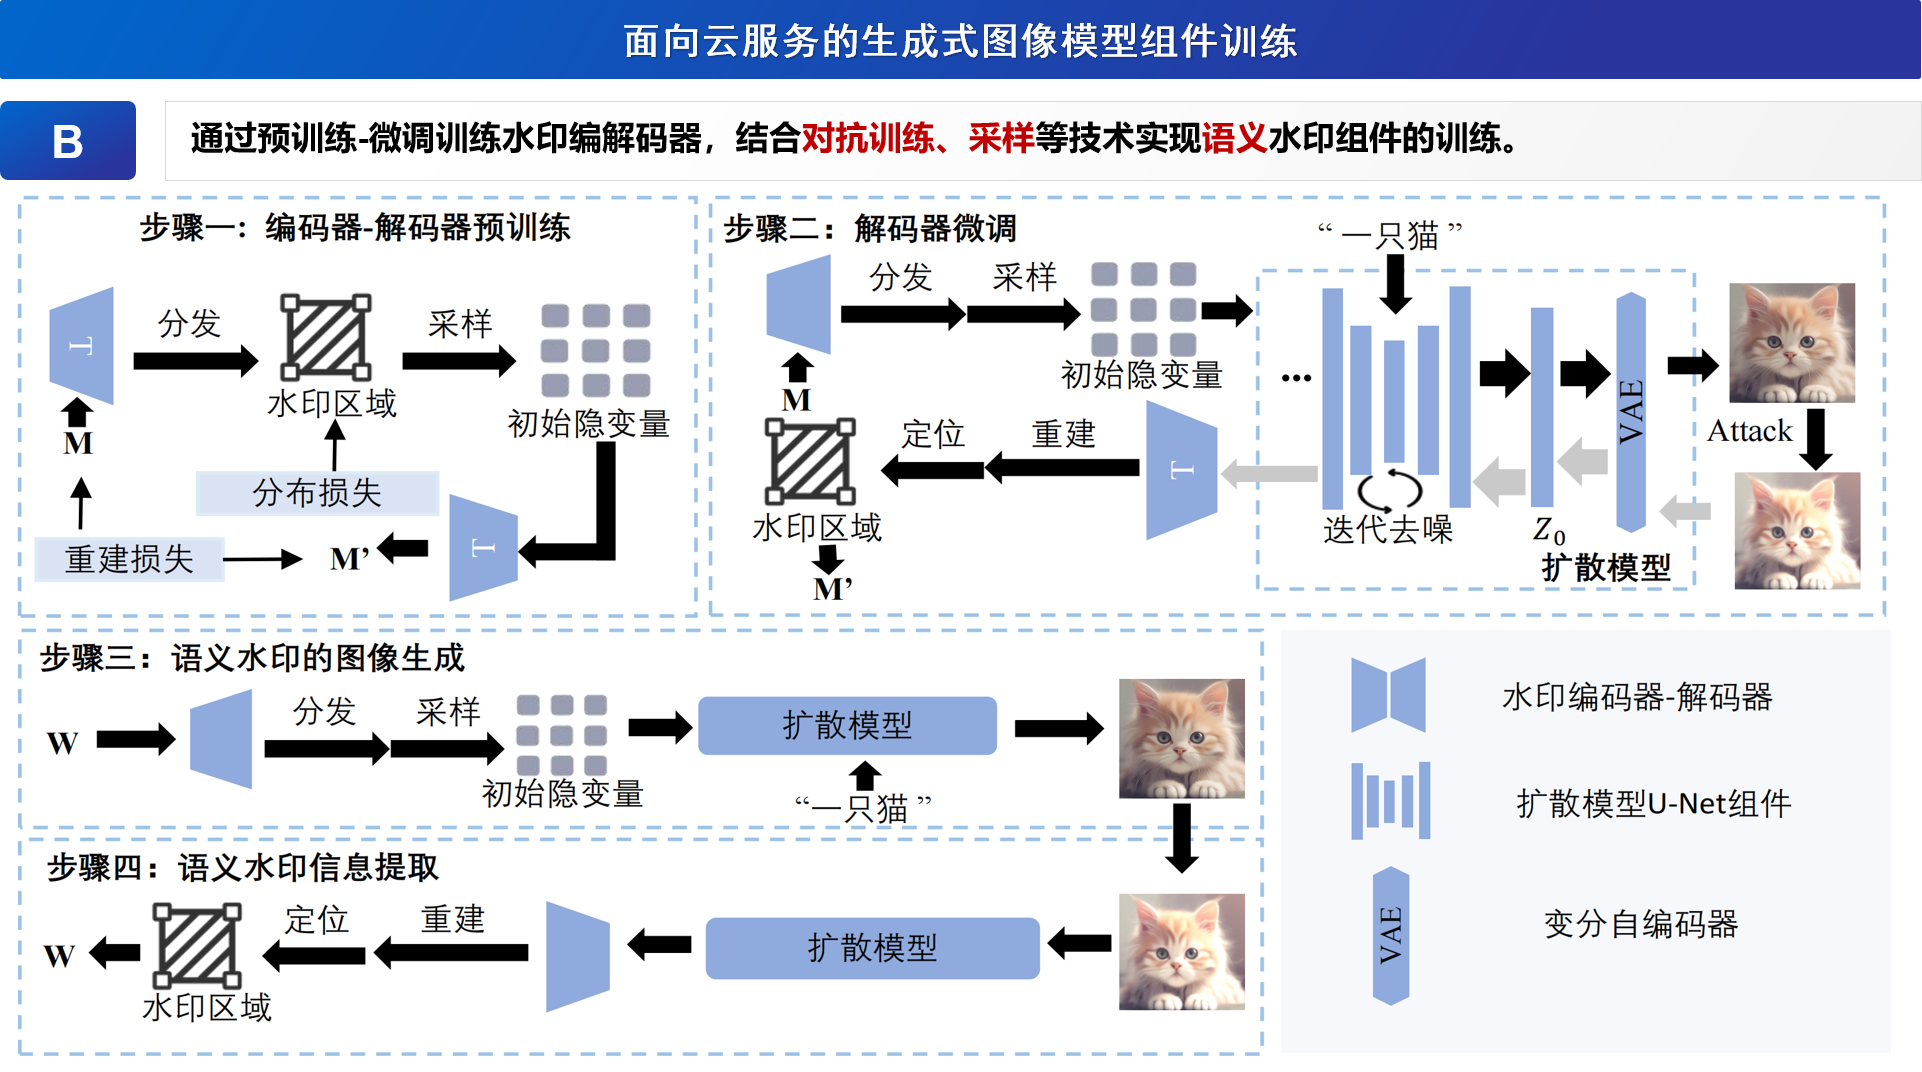 面向云服务的生成式图像模型组件训练
B
通过预训练-微调训练水印编解码器，结合对抗训练、采样等技术实现语义水印组件的训练。
步骤一：编码器-解码器预训练
T
分发
水印区域
采样
初始隐变量
M
分布损失
重建损失
M’
T
步骤二：解码器微调
分发
采样
初始隐变量
M
“一只猫”
...
VAE
Attack
定位
重建
T
水印区域
M’
迭代去噪
Z0
扩散模型
步骤三：语义水印的图像生成
W
分发
采样
初始隐变量
扩散模型
“一只猫”
步骤四：语义水印信息提取
W
定位
重建
水印区域
扩散模型
水印编码器-解码器
扩散模型U-Net组件
VAE
变分自编码器